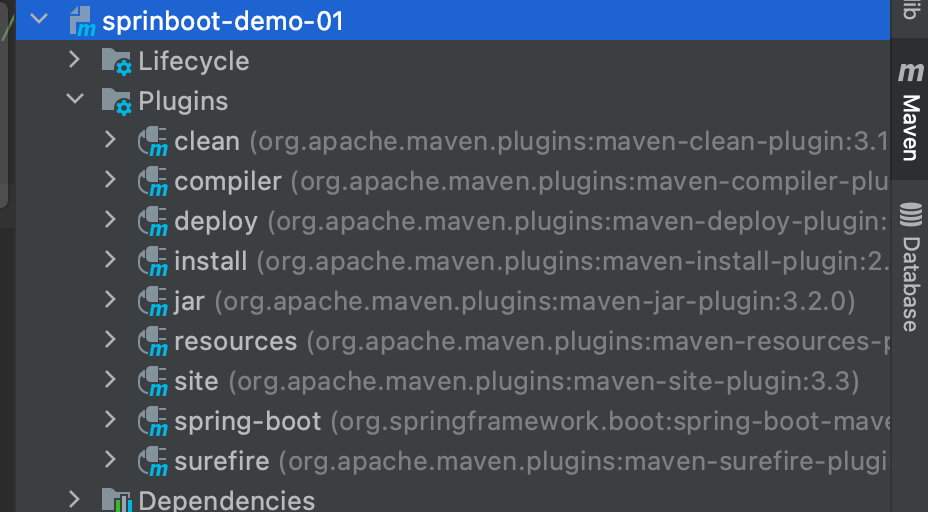 sprinboot-demo-01
Lifecycle
Plugins
clean (org.apache.maven.plugins:maven-clean-plugin:3.1
compiler (org.apache.maven.plugins:maven-compiler-plu
deploy (org.apache.maven.plugins:maven-deploy-plugin:
install (org.apache.maven.plugins:maven-install-plugin:2.
jar (org.apache.maven.plugins:maven-jar-plugin:3.2.0)
resources (org.apache.maven.plugins:maven-resources-p
site (org.apache.maven.plugins:maven-site-plugin:3.3)
spring-boot (org.springframework.boot:spring-boot-mave
surefire (org.apache.maven.plugins:maven-surefire-plugi
Dependencies
lib
m
Maven
Database